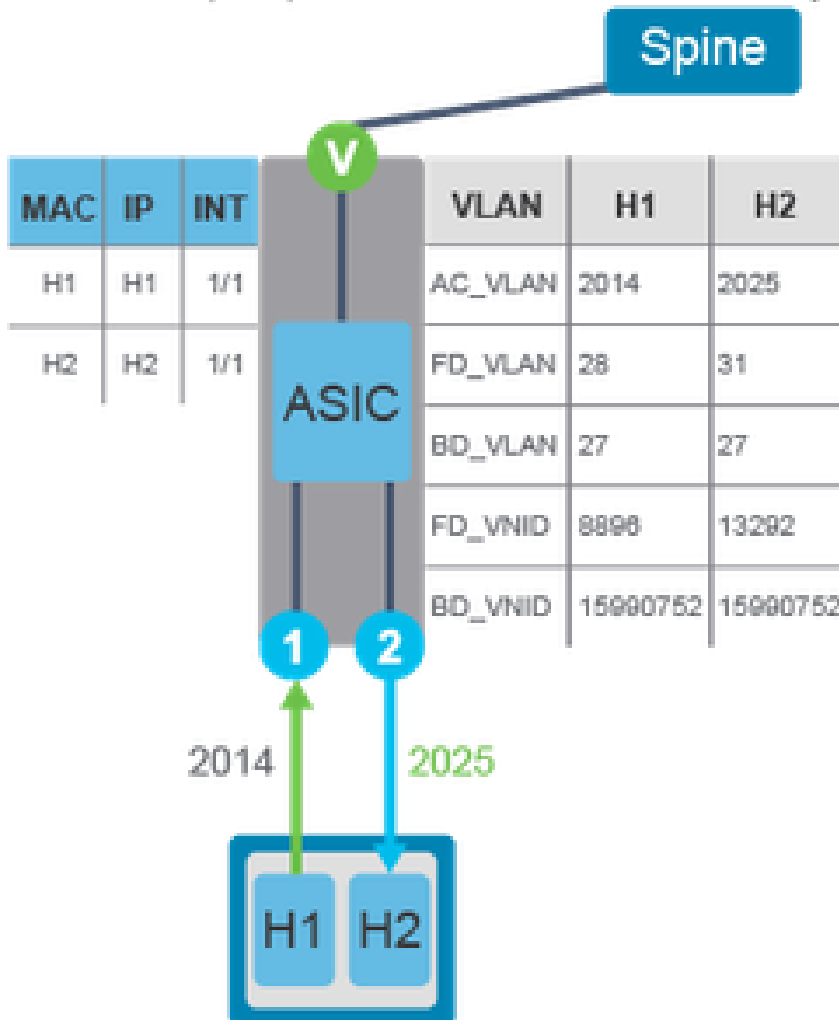 Spine
V
MAC IP INT
H1 H1 1/1
H2 H2 1/1
ASIC
VLAN H1 H2
AC_VLAN 2014 2025
FD_VLAN 28 31
BD_VLAN 27 27
FD_VNID 8896 13292
BD_VNID 15990752 15990752
1 2
2014 2025
H1 H2